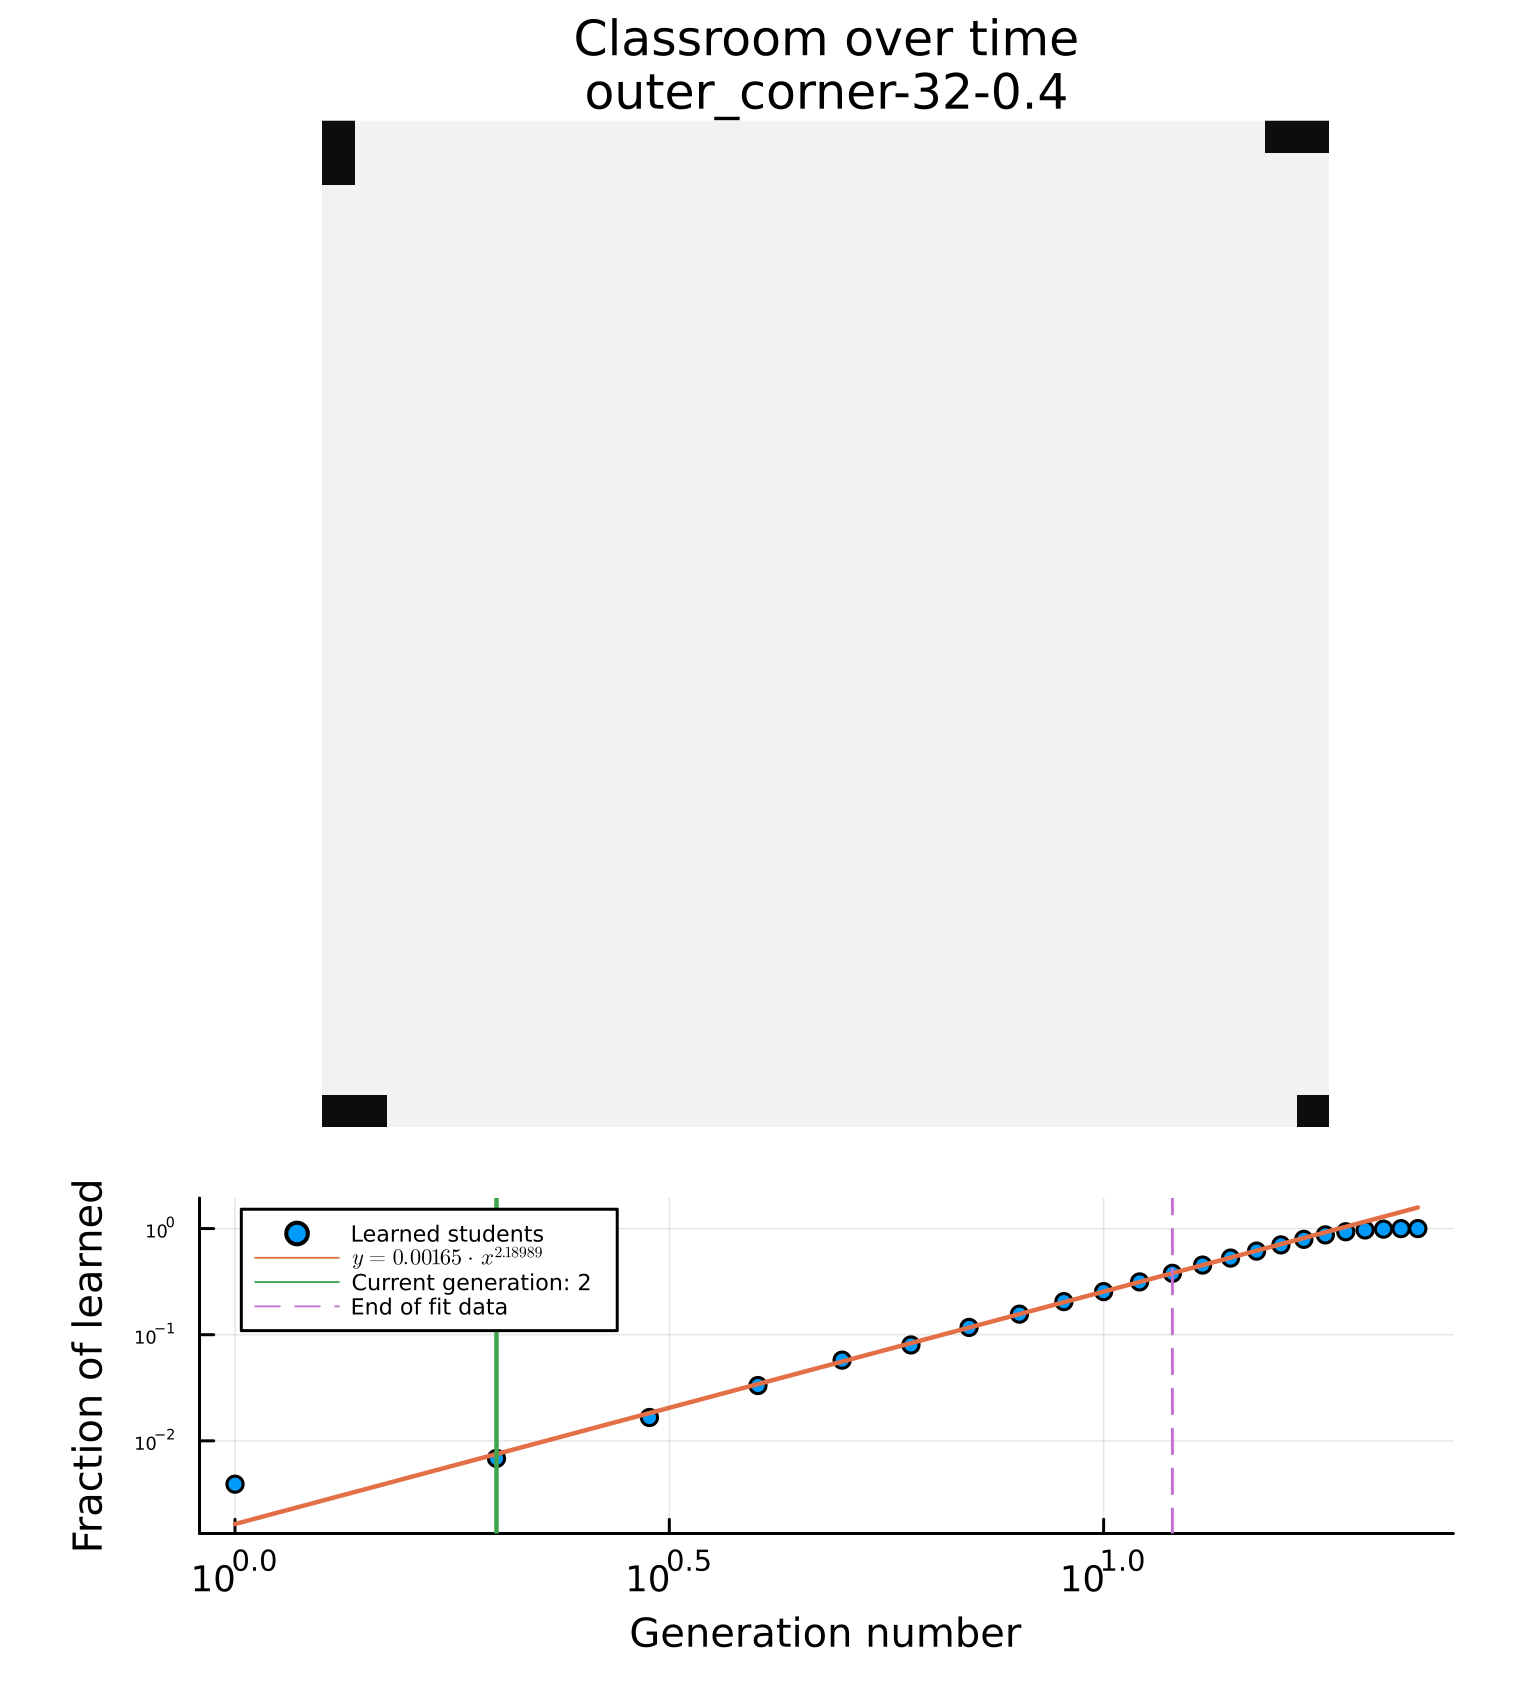 Classroom over time
outer_corner-32-0.4
Fraction of learned
10⁰
10⁻¹
10⁻²
Learned students
y = 0.00165 · x^2.18989
Current generation: 2
End of fit data
10^0.0
10^0.5
10^1.0
Generation number